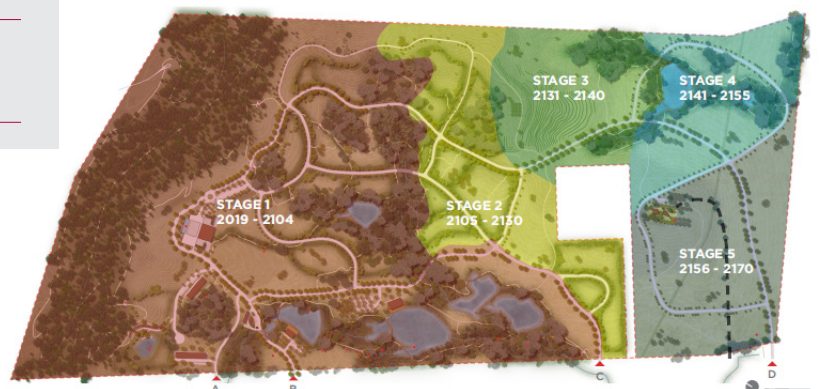 STAGE 3
2131 - 2140
STAGE 4
2141 - 2155
STAGE 1
2019 - 2104
STAGE 2
2105 - 2130
STAGE 5
2156 - 2170
A
B
C
D